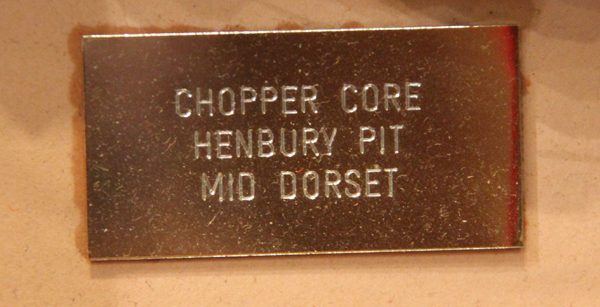 CHOPPER CORE
HENBURY PIT
MID DORSET